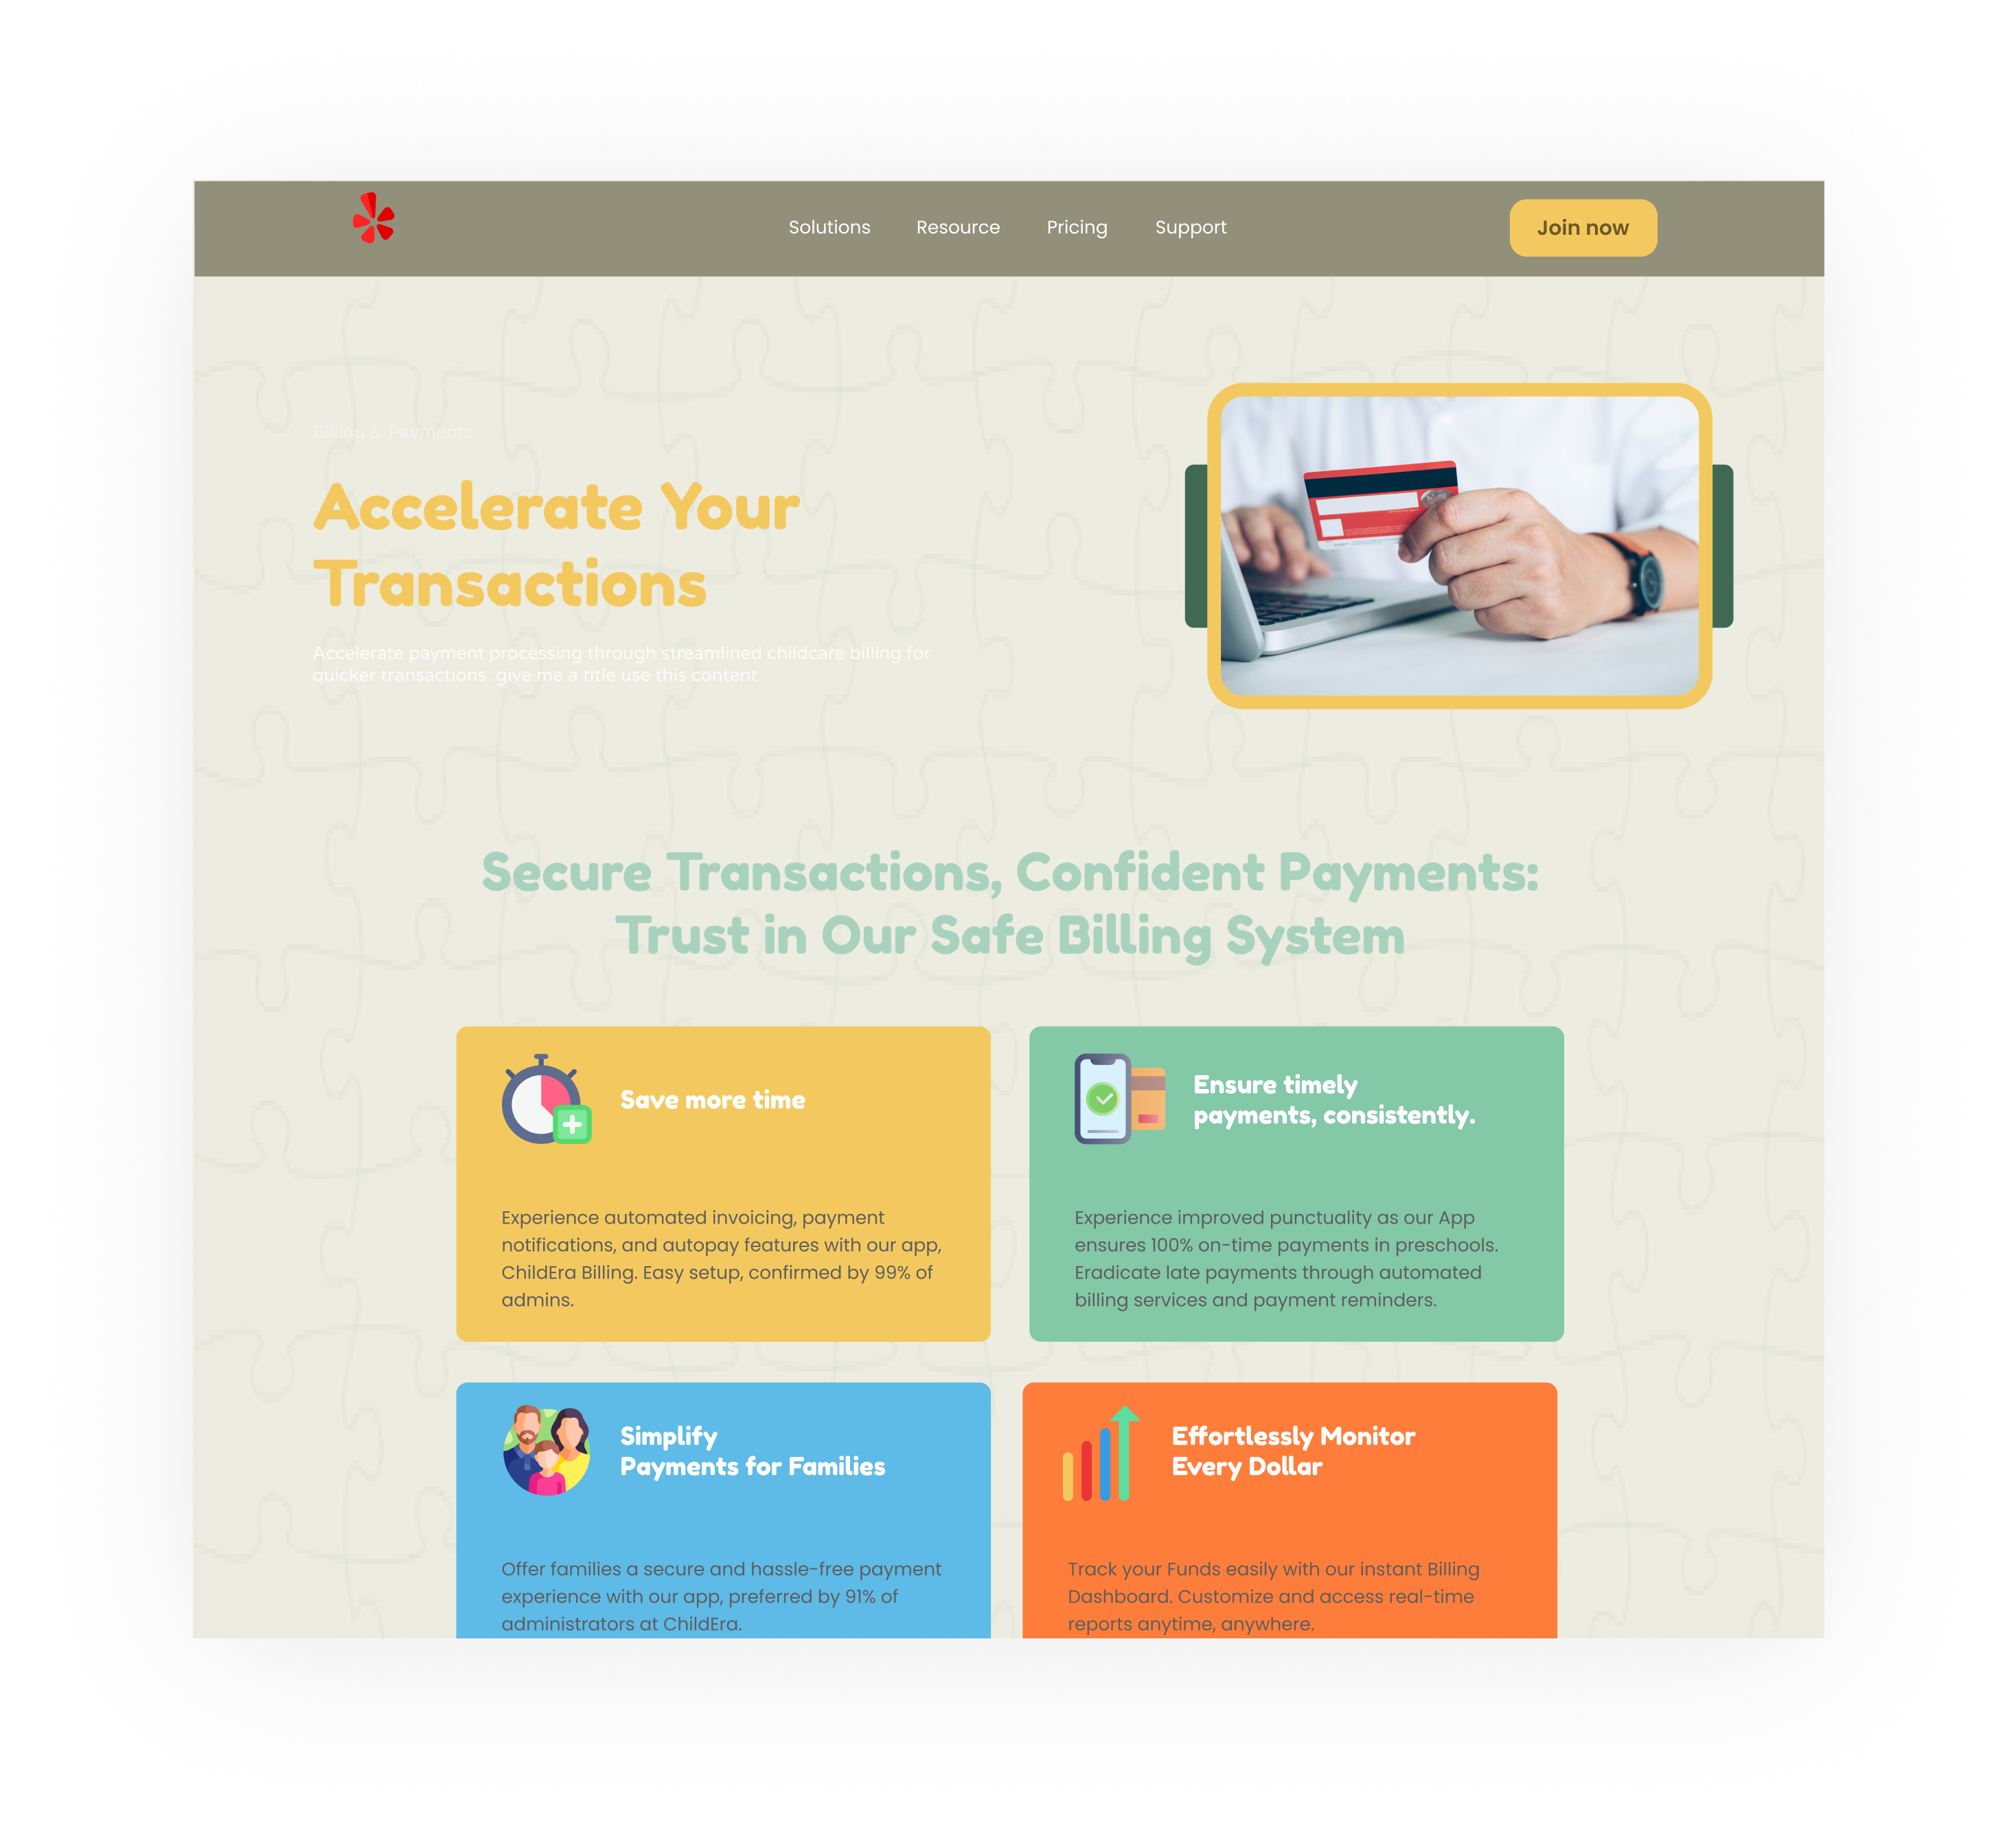 Solutions Resource Pricing Support Join now
Billing & Payments
Accelerate Your
Transactions
Accelerate payment processing through streamlined childcare billing for
quicker transactions. give me a title use this content
Secure Transactions, Confident Payments:
Trust in Our Safe Billing System
Save more time
Experience automated invoicing, payment
notifications, and autopay features with our app,
ChildEra Billing. Easy setup, confirmed by 99% of
admins.
Ensure timely
payments, consistently.
Experience improved punctuality as our App
ensures 100% on-time payments in preschools.
Eradicate late payments through automated
billing services and payment reminders.
Simplify
Payments for Families
Offer families a secure and hassle-free payment
experience with our app, preferred by 91% of
administrators at ChildEra.
Effortlessly Monitor
Every Dollar
Track your Funds easily with our instant Billing
Dashboard. Customize and access real-time
reports anytime, anywhere.